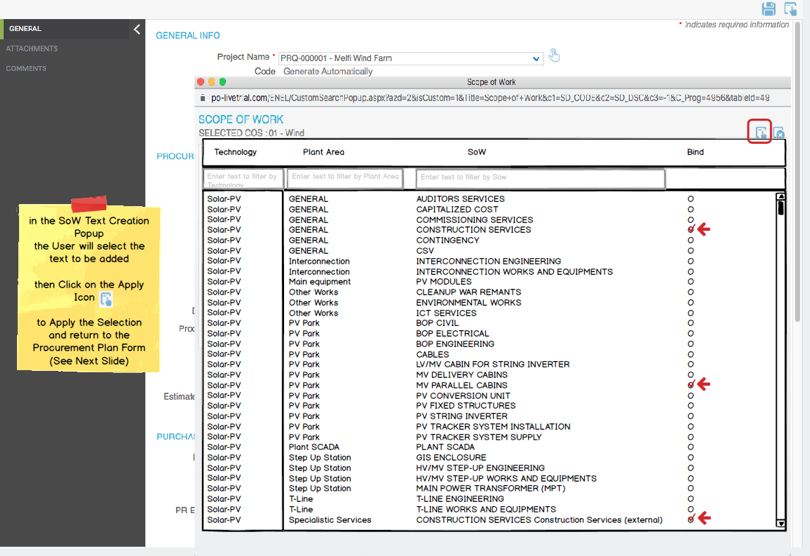 * Indicates required information
GENERAL
ATTACHMENTS
COMMENTS
GENERAL INFO
Project Name * PRQ-000001 - Melfi Wind Farm
Code Generate Automatically
Scope of Work
po-livetrial.com/ENEL/CustomSearchPopup.aspx?azd=2&isCustom=1&Title=Scope+of+Work&c1=SD_CODE&c2=SD_DSC&c3=-1&C_Prog=4956&tableId=49
SCOPE OF WORK
SELECTED COS :01 - Wind
PROCUR
Technology Plant Area SoW Bind
Enter text to filter by Technology Enter text to filter by Plant Area Enter text to filter by Sow
Solar-PV GENERAL AUDITORS SERVICES
Solar-PV GENERAL CAPITALIZED COST
Solar-PV GENERAL COMMISSIONING SERVICES
Solar-PV GENERAL CONSTRUCTION SERVICES
Solar-PV GENERAL CONTINGENCY
Solar-PV GENERAL CSV
Solar-PV Interconnection INTERCONNECTION ENGINEERING
Solar-PV Interconnection INTERCONNECTION WORKS AND EQUIPMENTS
Solar-PV Main equipment PV MODULES
Solar-PV Other Works CLEANUP WAR REMANTS
Solar-PV Other Works ENVIRONMENTAL WORKS
Solar-PV Other Works ICT SERVICES
Solar-PV PV Park BOP CIVIL
Solar-PV PV Park BOP ELECTRICAL
Solar-PV PV Park BOP ENGINEERING
Solar-PV PV Park CABLES
Solar-PV PV Park LV/MV CABIN FOR STRING INVERTER
Solar-PV PV Park MV DELIVERY CABINS
Solar-PV PV Park MV PARALLEL CABINS
Solar-PV PV Park PV CONVERSION UNIT
Solar-PV PV Park PV FIXED STRUCTURES
Solar-PV PV Park PV STRING INVERTER
Solar-PV PV Park PV TRACKER SYSTEM INSTALLATION
Solar-PV PV Park PV TRACKER SYSTEM SUPPLY
Solar-PV Plant SCADA PLANT SCADA
Solar-PV Step Up Station GIS ENCLOSURE
Solar-PV Step Up Station HV/MV STEP-UP ENGINEERING
Solar-PV Step Up Station HV/MV STEP-UP WORKS AND EQUIPMENTS
Solar-PV Step Up Station MAIN POWER TRANSFORMER (MPT)
Solar-PV T-Line T-LINE ENGINEERING
Solar-PV T-Line T-LINE WORKS AND EQUIPMENTS
Solar-PV Specialistic Services CONSTRUCTION SERVICES Construction Services (external)
in the SoW Text Creation
Popup
the User will select the
text to be added
then Click on the Apply
Icon
to Apply the Selection
and return to the
Procurement Plan Form
(See Next Slide)
Proc
Estimate
PURCHA
PR E